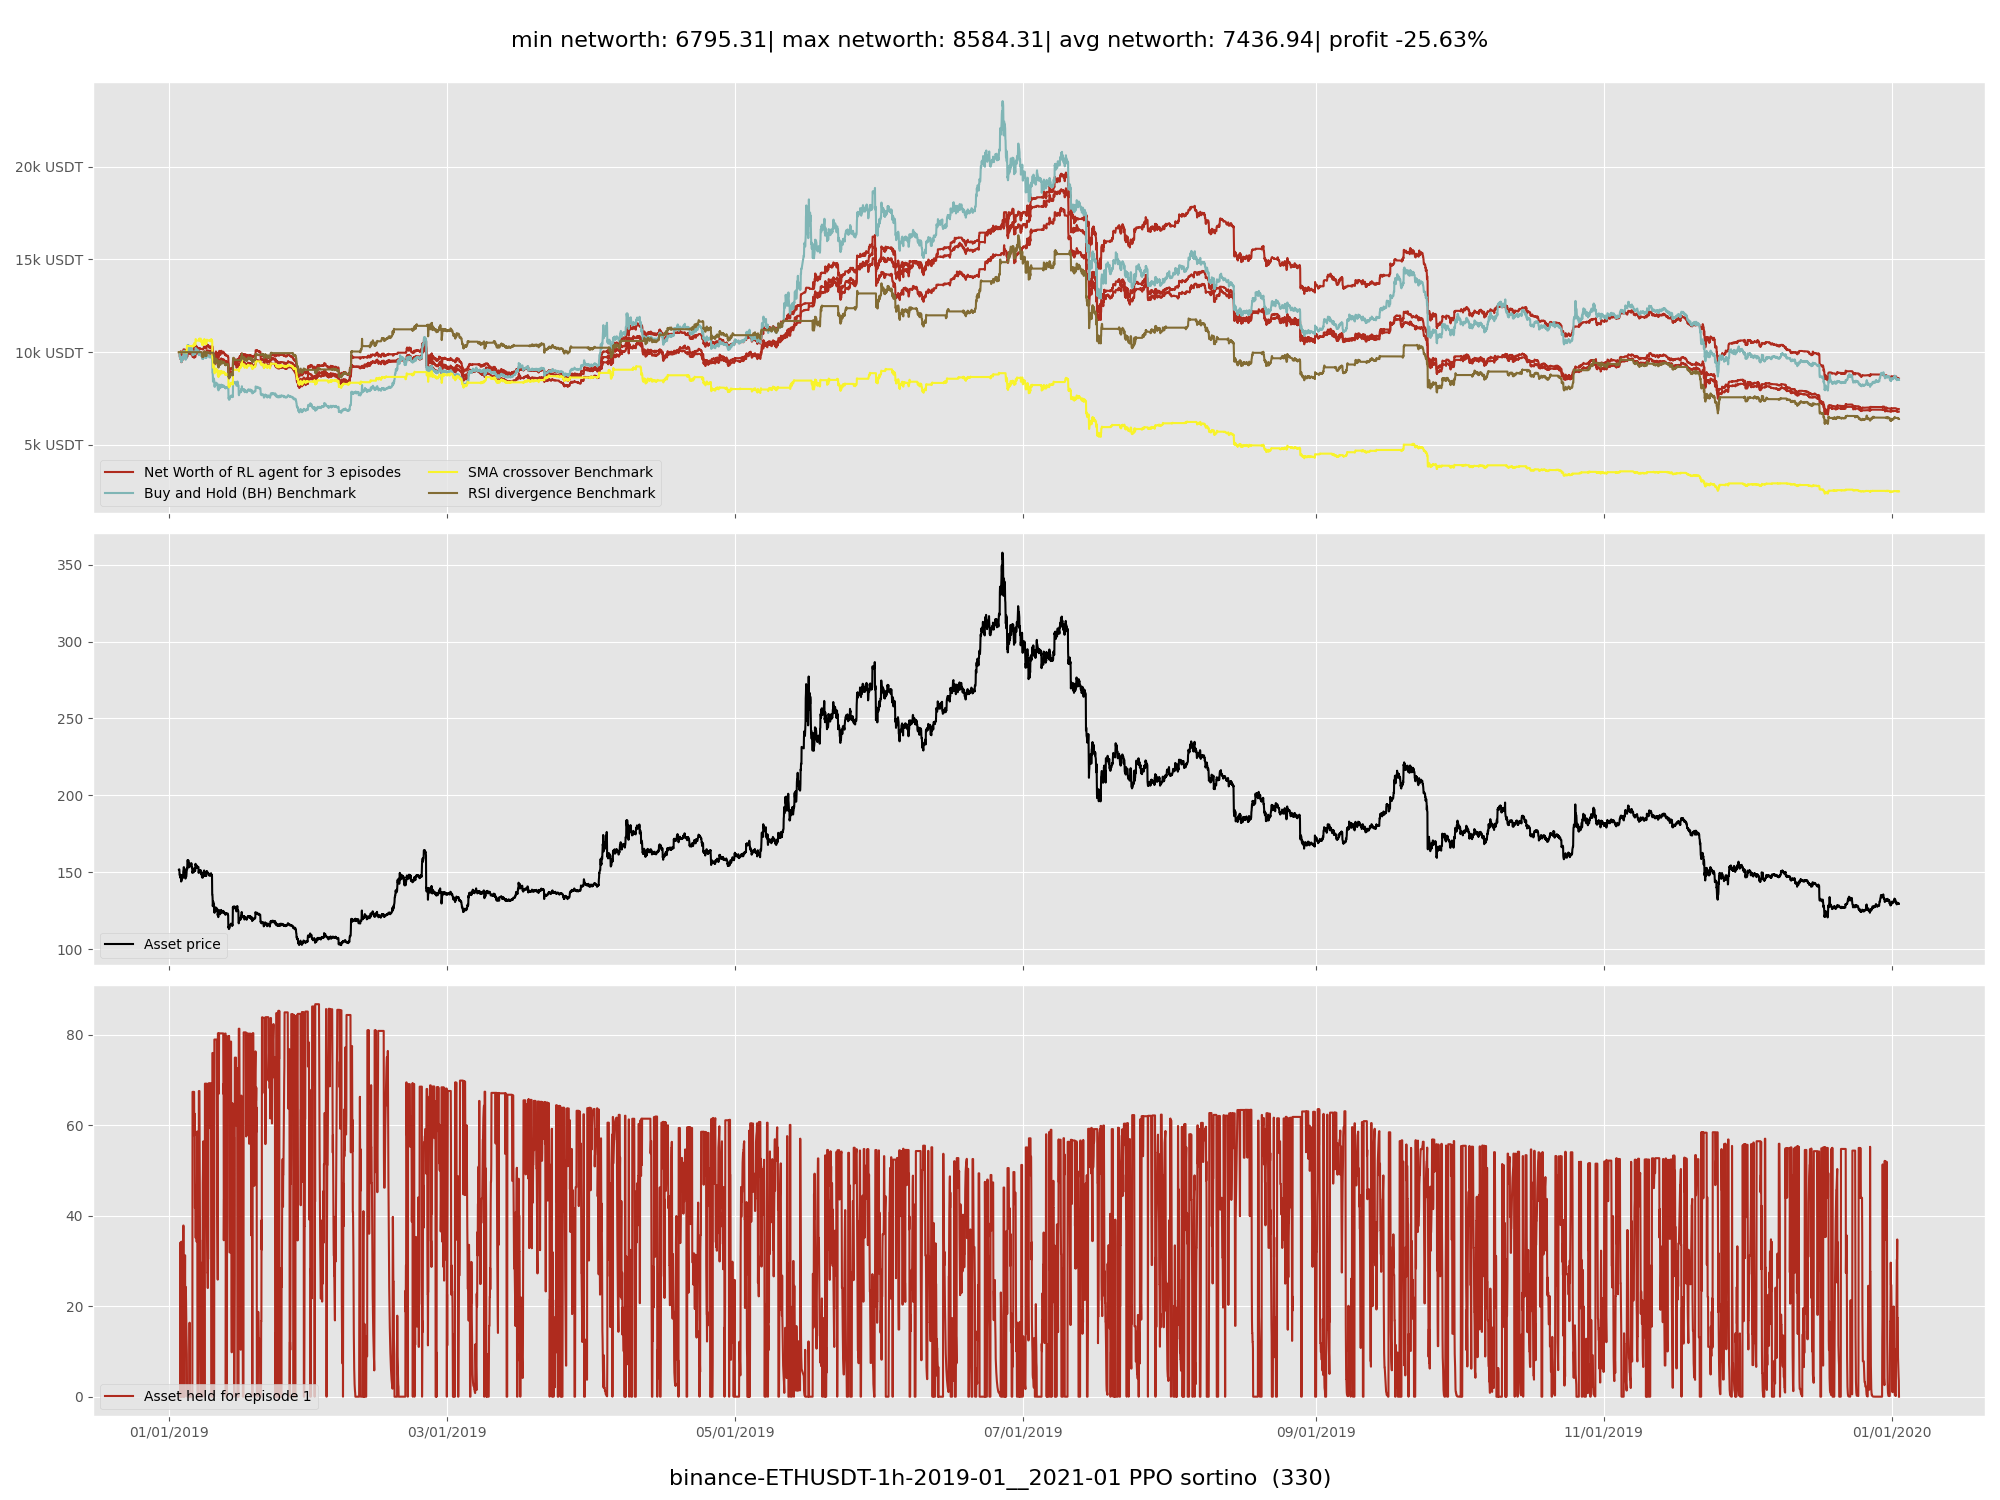 min networth: 6795.31| max networth: 8584.31| avg networth: 7436.94| profit -25.63%
20k USDT
15k USDT
10k USDT
5k USDT
Net Worth of RL agent for 3 episodes
Buy and Hold (BH) Benchmark
SMA crossover Benchmark
RSI divergence Benchmark
350
300
250
200
150
100
Asset price
80
60
40
20
0
Asset held for episode 1
01/01/2019 03/01/2019 05/01/2019 07/01/2019 09/01/2019 11/01/2019 01/01/2020
binance-ETHUSDT-1h-2019-01__2021-01 PPO sortino  (330)